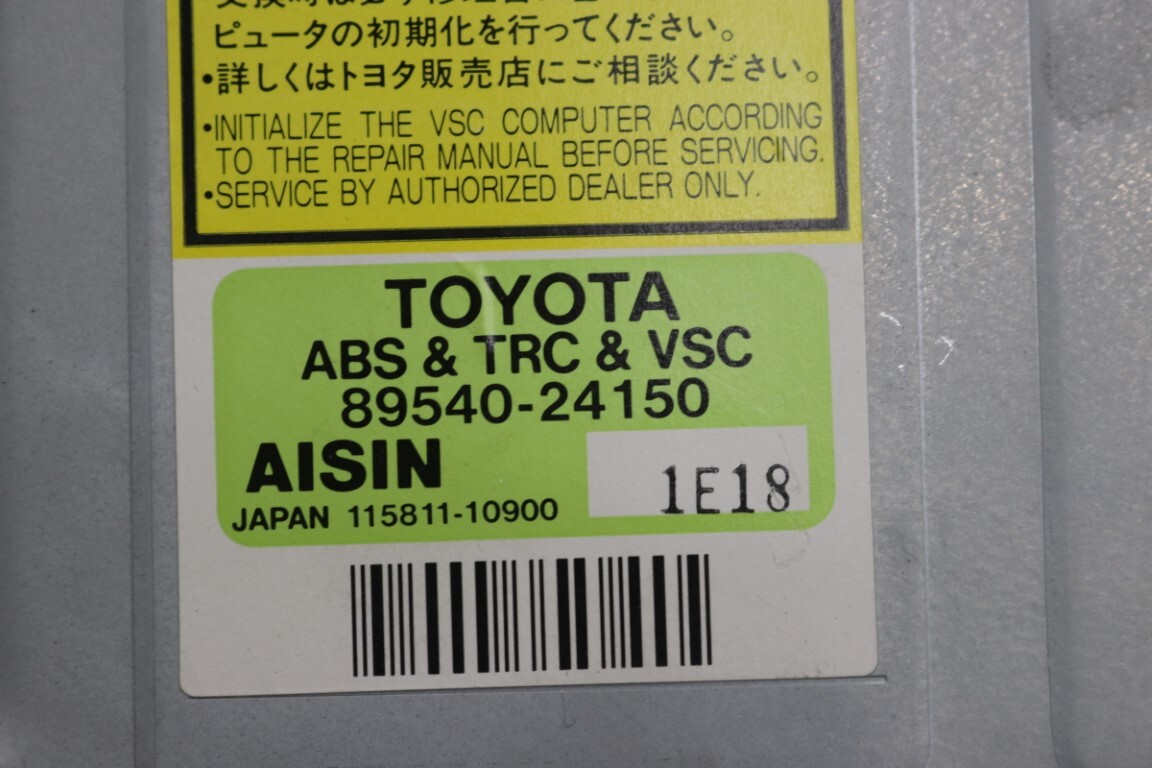 ピュータの初期化を行ってください。
•詳しくはトヨタ販売店にご相談ください。
•INITIALIZE THE VSC COMPUTER ACCORDING
TO THE REPAIR MANUAL BEFORE SERVICING.
•SERVICE BY AUTHORIZED DEALER ONLY.
TOYOTA
ABS & TRC & VSC
89540-24150
AISIN
1E18
JAPAN 115811-10900